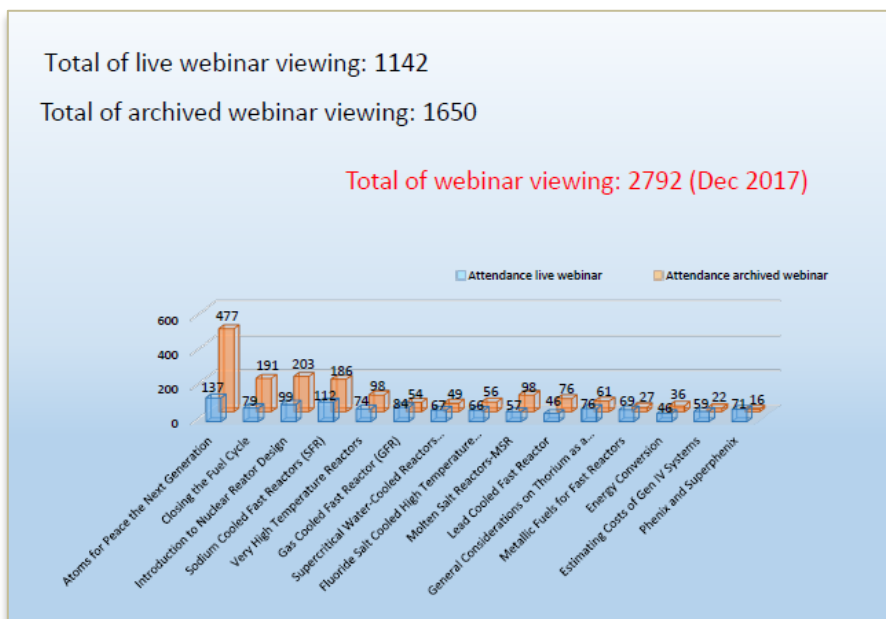 Total of live webinar viewing: 1142
Total of archived webinar viewing: 1650
Total of webinar viewing: 2792 (Dec 2017)
Attendance live webinar
Attendance archived webinar
600
400
200
0
477
191
203
186
98
54
49
56
98
76
61
27
36
22
16
137
79
99
112
74
84
67
66
57
46
76
69
46
59
71
Atoms for Peace the Next Generation
Closing the Fuel Cycle
Introduction to Nuclear Reator Design
Sodium Cooled Fast Reactors (SFR)
Very High Temperature Reactors
Gas Cooled Fast Reactor (GFR)
Supercritical Water-Cooled Reactors...
Fluoride Salt Cooled High Temperature...
Molten Salt Reactors-MSR
Lead Cooled Fast Reactor
General Considerations on Thorium as a...
Metallic Fuels for Fast Reactors
Energy Conversion
Estimating Costs of Gen IV Systems
Phenix and Superphenix